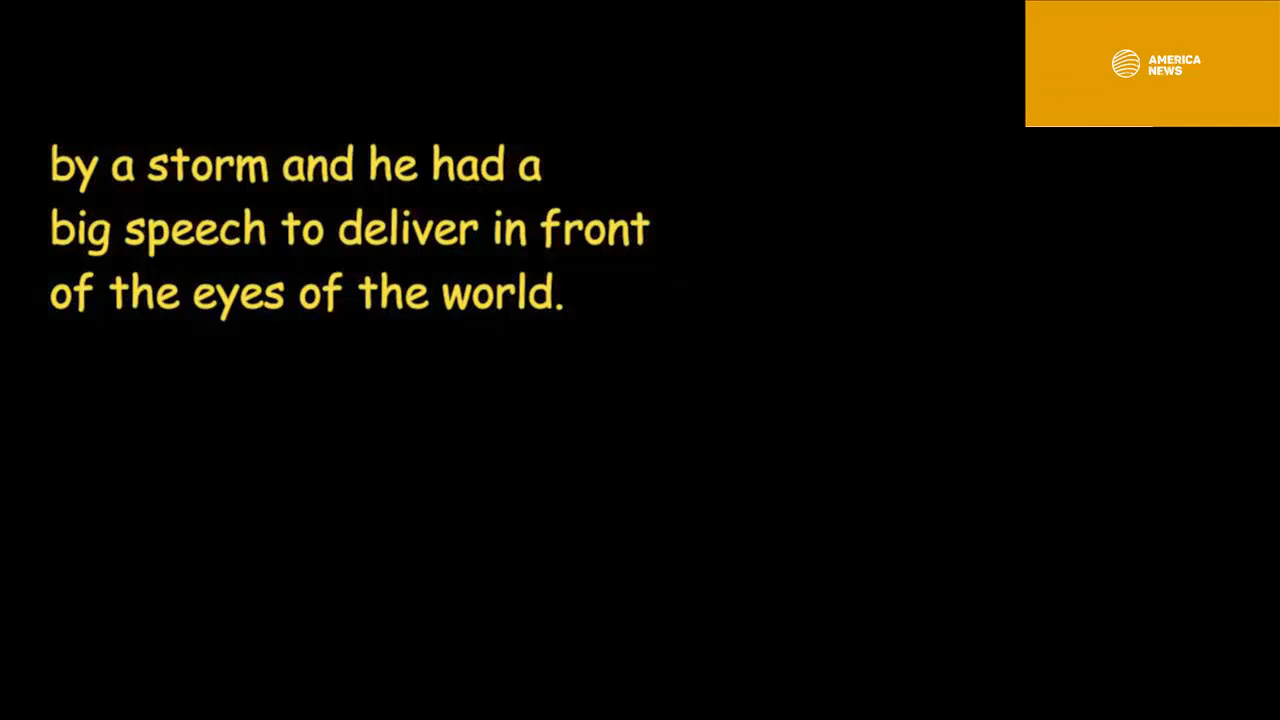 AMERICA
NEWS
by a storm and he had a
big speech to deliver in front
of the eyes of the world.